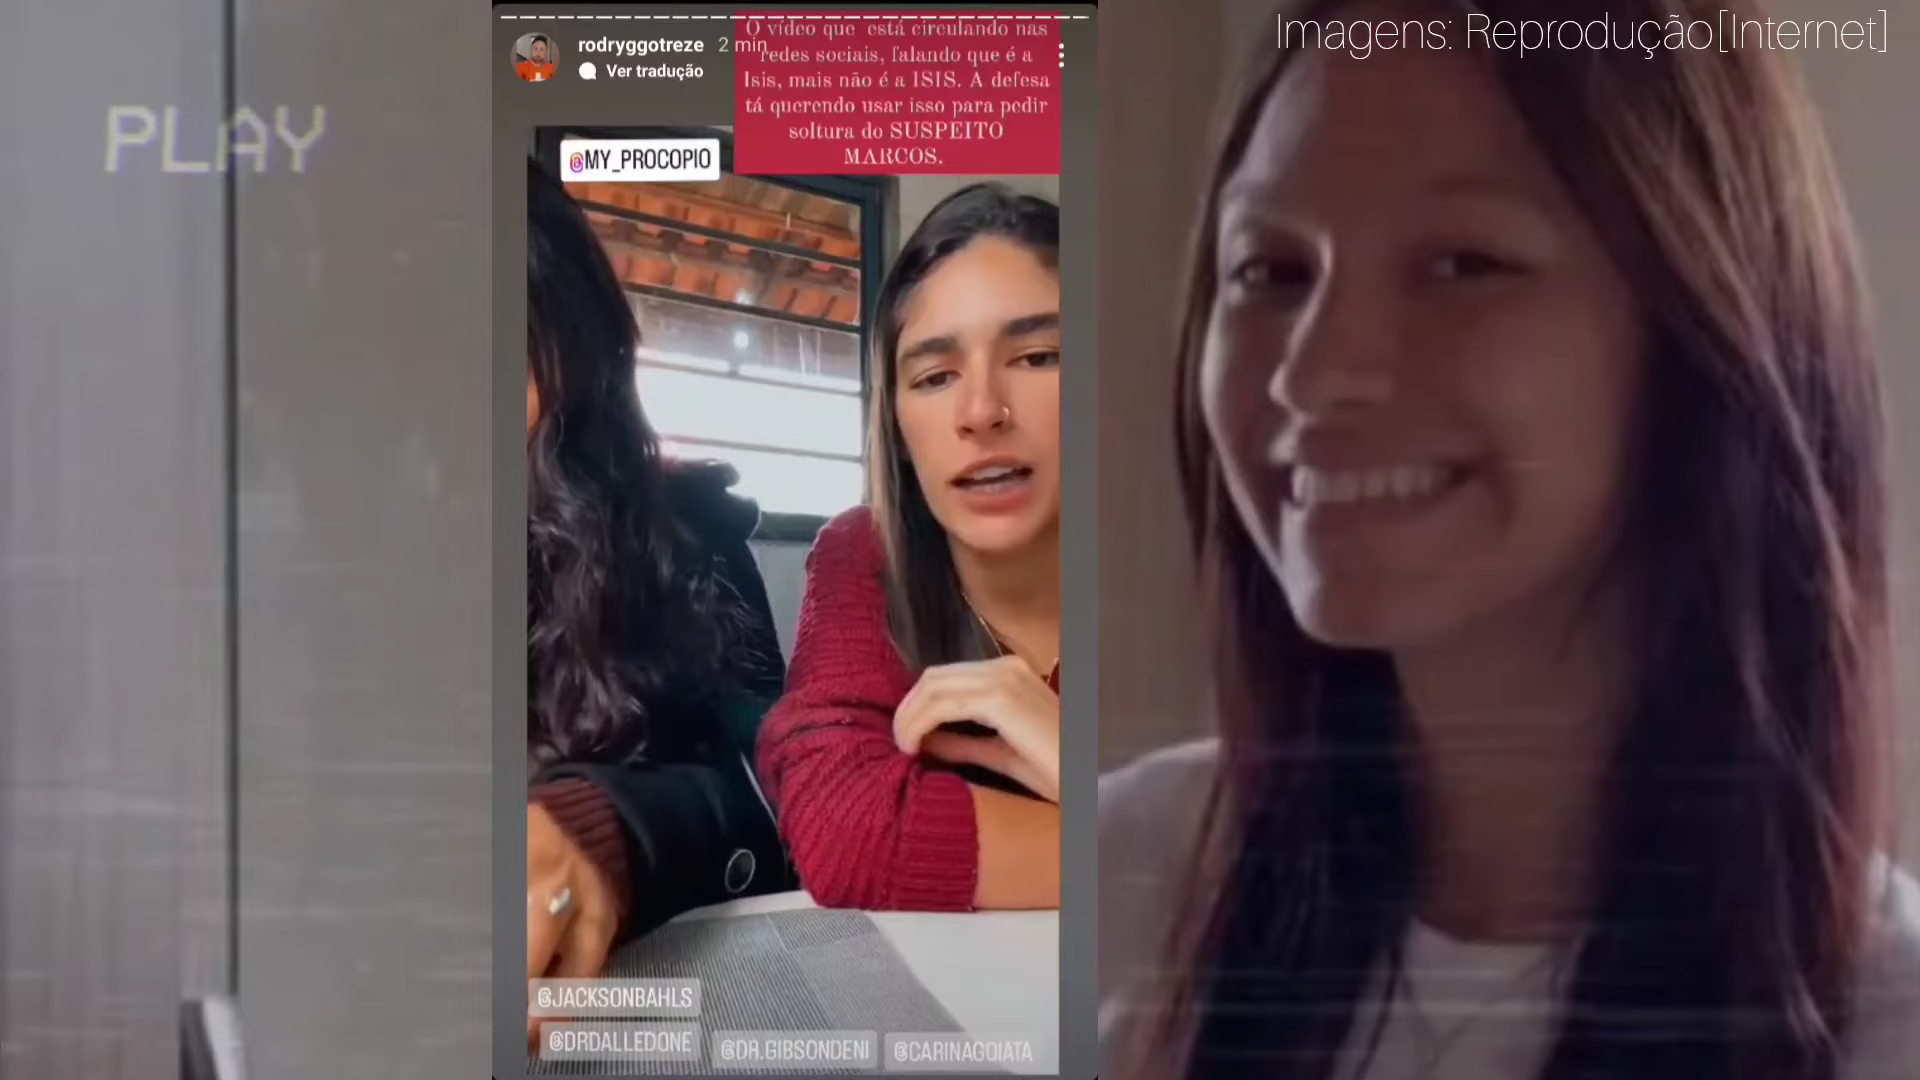 Imagens: Reprodução[Internet]
PLAY
rodryggotreze 2 min
Ver tradução
O vídeo que está circulando nas
redes sociais, falando que é a
Isis, mais não é a ISIS. A defesa
tá querendo usar isso para pedir
soltura do SUSPEITO
MARCOS.
@MY_PROCOPIO
@JACKSONBAHLS
@DRDALLEDONE
@DR.GIBSONDENI
@CARINAGOIATA